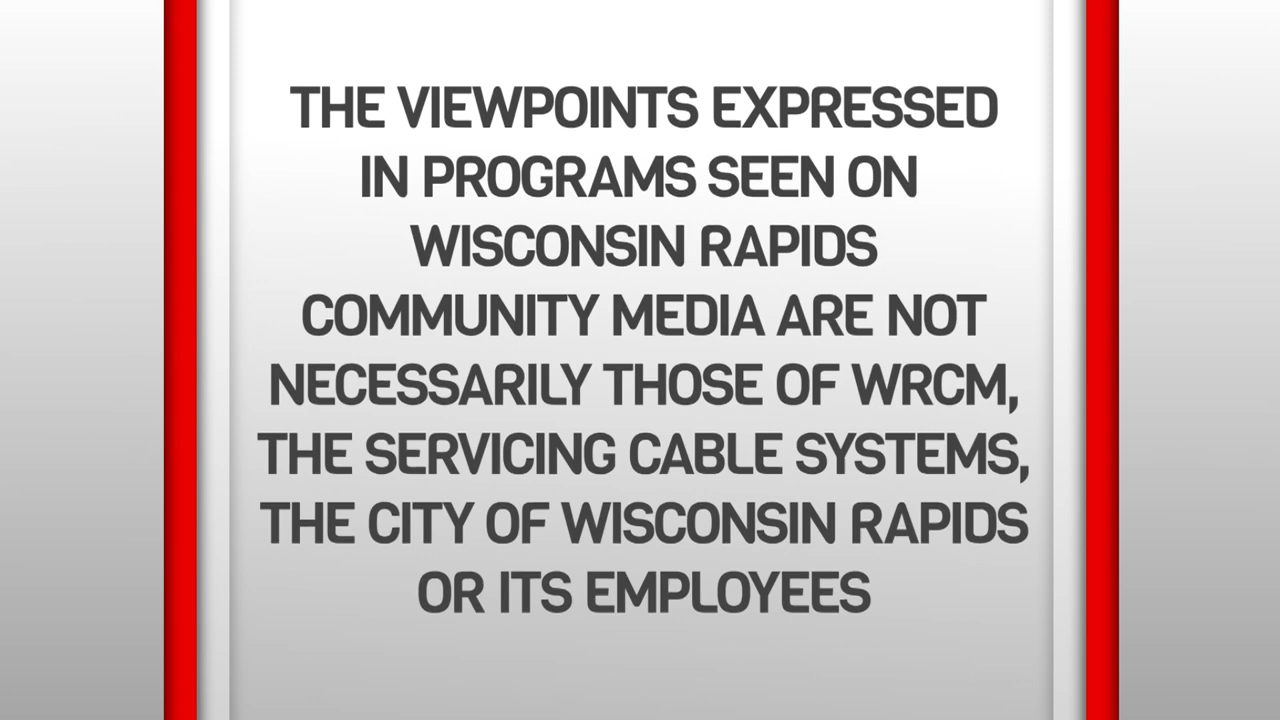 THE VIEWPOINTS EXPRESSED
IN PROGRAMS SEEN ON
WISCONSIN RAPIDS
COMMUNITY MEDIA ARE NOT
NECESSARILY THOSE OF WRCM,
THE SERVICING CABLE SYSTEMS,
THE CITY OF WISCONSIN RAPIDS
OR ITS EMPLOYEES